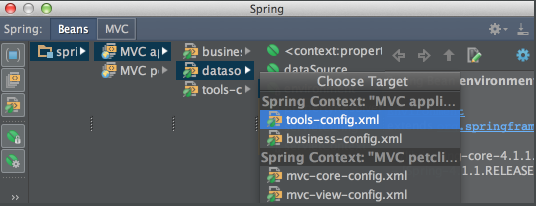 Spring
Spring:
Beans
MVC
spri
MVC ap
MVC p
busine
dataso
tools-c
<context:propert
dataSource
Choose Target
Spring Context: "MVC appli...
tools-config.xml
business-config.xml
Spring Context: "MVC petcli...
mvc-core-config.xml
mvc-view-config.xml
environmen
.springfram
-core-4.1.1.
1.1.RELEASE